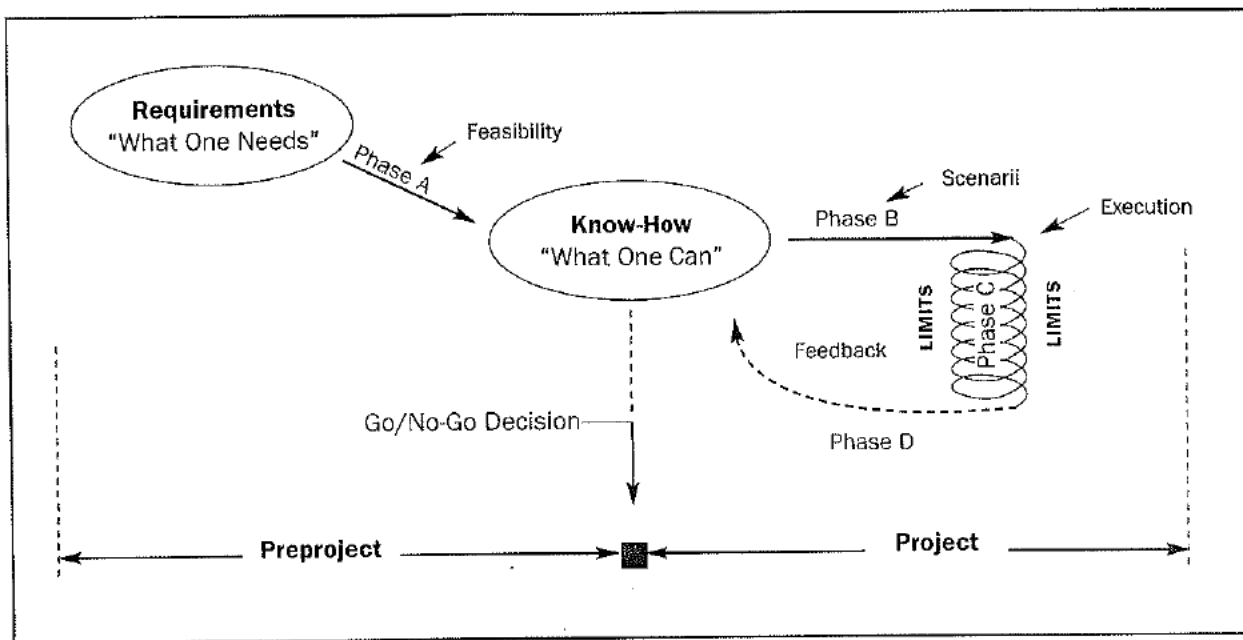 Requirements
"What One Needs"
Feasibility
Phase A
Know-How
"What One Can"
Scenarii
Phase B
Execution
LIMITS
Phase C
LIMITS
Feedback
Phase D
Go/No-Go Decision
Preproject
Project